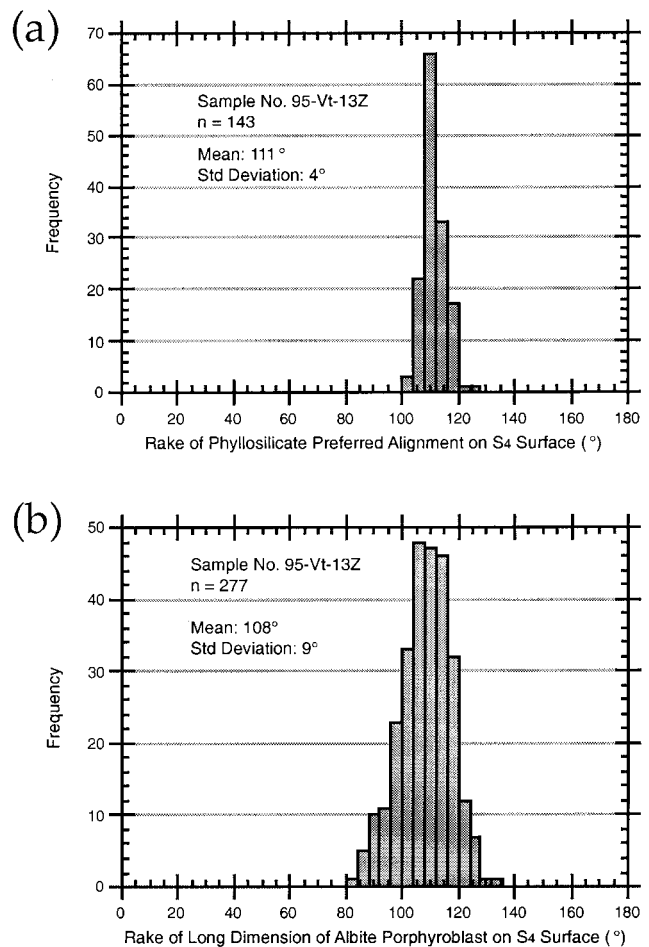 (a)
70
60
50
40
30
20
10
0
Frequency
Sample No. 95-Vt-13Z
n = 143
Mean: 111°
Std Deviation: 4°
0 20 40 60 80 100 120 140 160 180
Rake of Phyllosilicate Preferred Alignment on S4 Surface (°)
(b)
50
40
30
20
10
0
Frequency
Sample No. 95-Vt-13Z
n = 277
Mean: 108°
Std Deviation: 9°
0 20 40 60 80 100 120 140 160 180
Rake of Long Dimension of Albite Porphyroblast on S4 Surface (°)